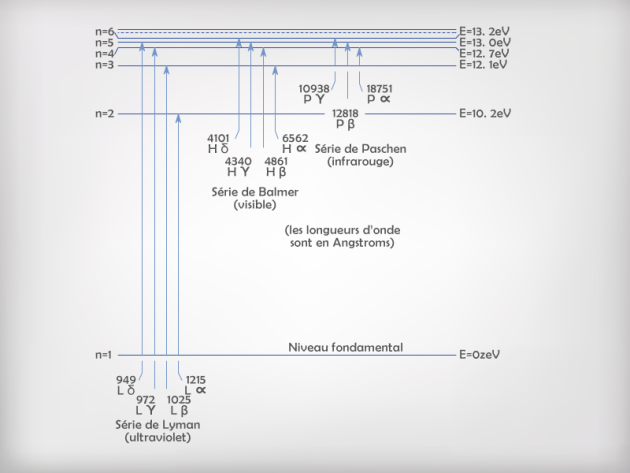 n=6 E=13. 2eV
n=5 E=13. 0eV
n=4 E=12. 7eV
n=3 E=12. 1eV
10938 18751
P γ P α
n=2 12818 E=10. 2eV
P β
4101 6562
H δ H α
4340 4861
H γ H β
Série de Paschen
(infrarouge)
Série de Balmer
(visible)
(les longueurs d'onde
sont en Angstroms)
Niveau fondamental
n=1 E=0zeV
949 1215
L δ L α
972 1025
L γ L β
Série de Lyman
(ultraviolet)